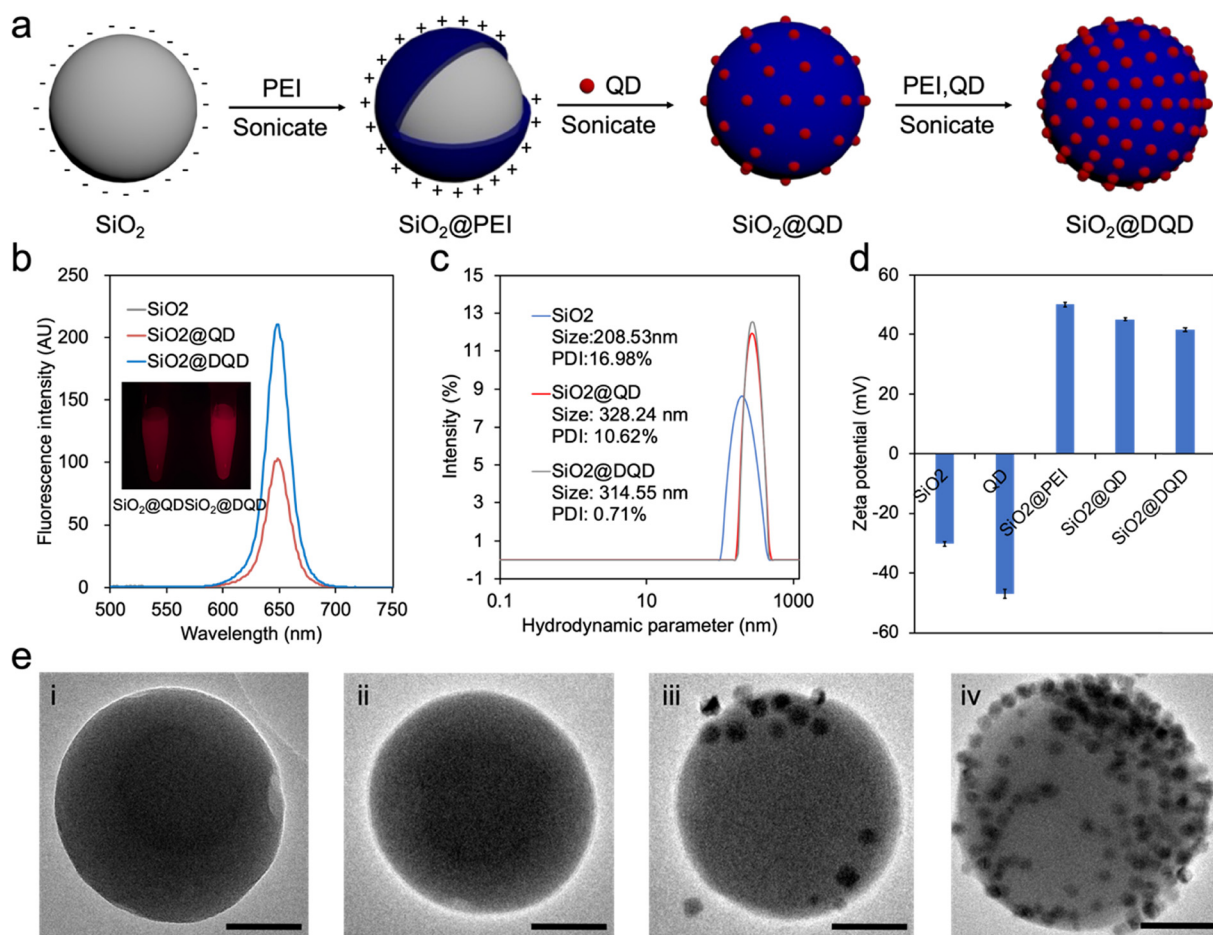 a
PEI
Sonicate
QD
Sonicate
PEI,QD
Sonicate
SiO₂
SiO₂@PEI
SiO₂@QD
SiO₂@DQD
b
250
200
150
100
50
0
Fluorescence intensity (AU)
SiO2
SiO2@QD
SiO2@DQD
SiO₂@QD SiO₂@DQD
500 550 600 650 700 750
Wavelength (nm)
c
15
13
11
9
7
5
3
1
-1
Intensity (%)
SiO2
Size:208.53nm
PDI:16.98%
SiO2@QD
Size: 328.24 nm
PDI: 10.62%
SiO2@DQD
Size: 314.55 nm
PDI: 0.71%
0.1 10 1000
Hydrodynamic parameter (nm)
d
60
40
20
0
-20
-40
-60
Zeta potential (mV)
SiO2
QD
SiO2@PEI
SiO2@QD
SiO2@DQD
e
i
ii
iii
iv